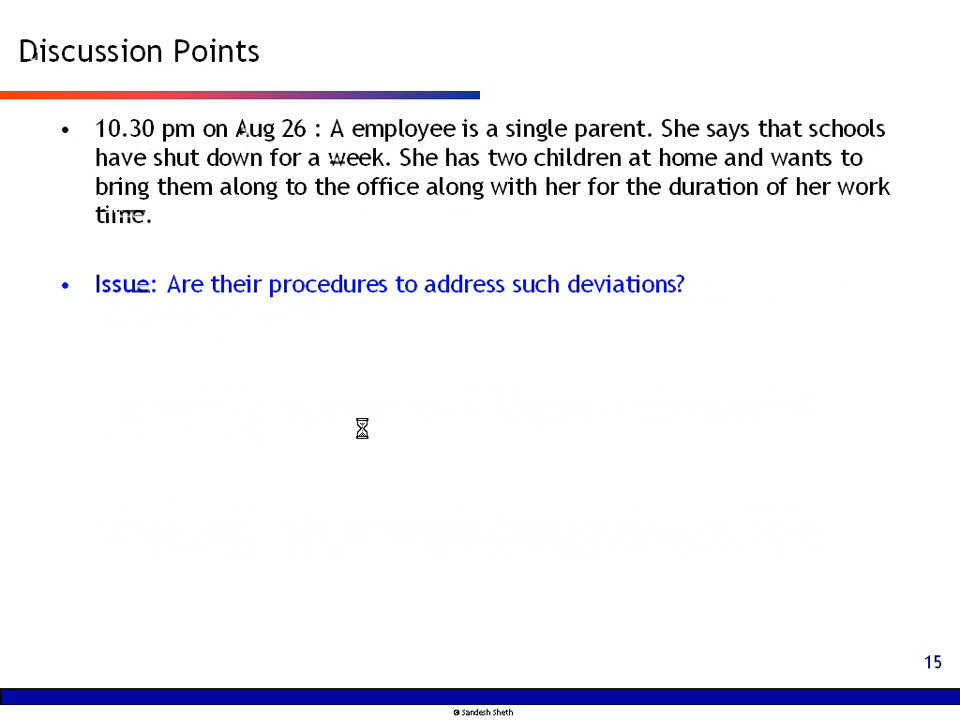 Discussion Points
• 10.30 pm on Aug 26 : A employee is a single parent. She says that schools
have shut down for a week. She has two children at home and wants to
bring them along to the office along with her for the duration of her work
time.
• Issue: Are their procedures to address such deviations?
15
© Sandesh Sheth